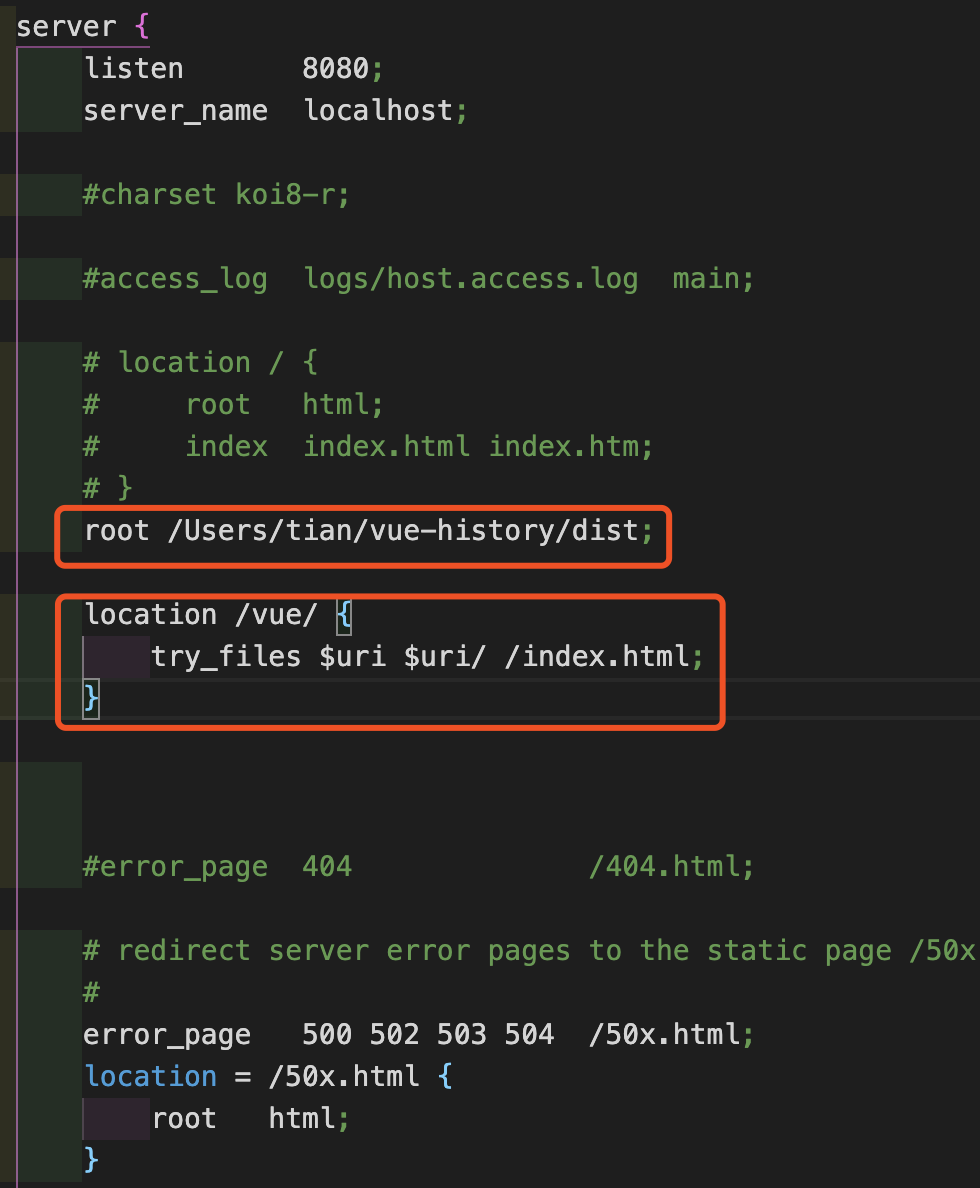 server {
listen 8080;
server_name localhost;
#charset koi8-r;
#access_log logs/host.access.log main;
# location / {
# root html;
# index index.html index.htm;
# }
root /Users/tian/vue-history/dist;
location /vue/ {
try_files $uri $uri/ /index.html;
}
#error_page 404 /404.html;
# redirect server error pages to the static page /50x
#
error_page 500 502 503 504 /50x.html;
location = /50x.html {
root html;
}